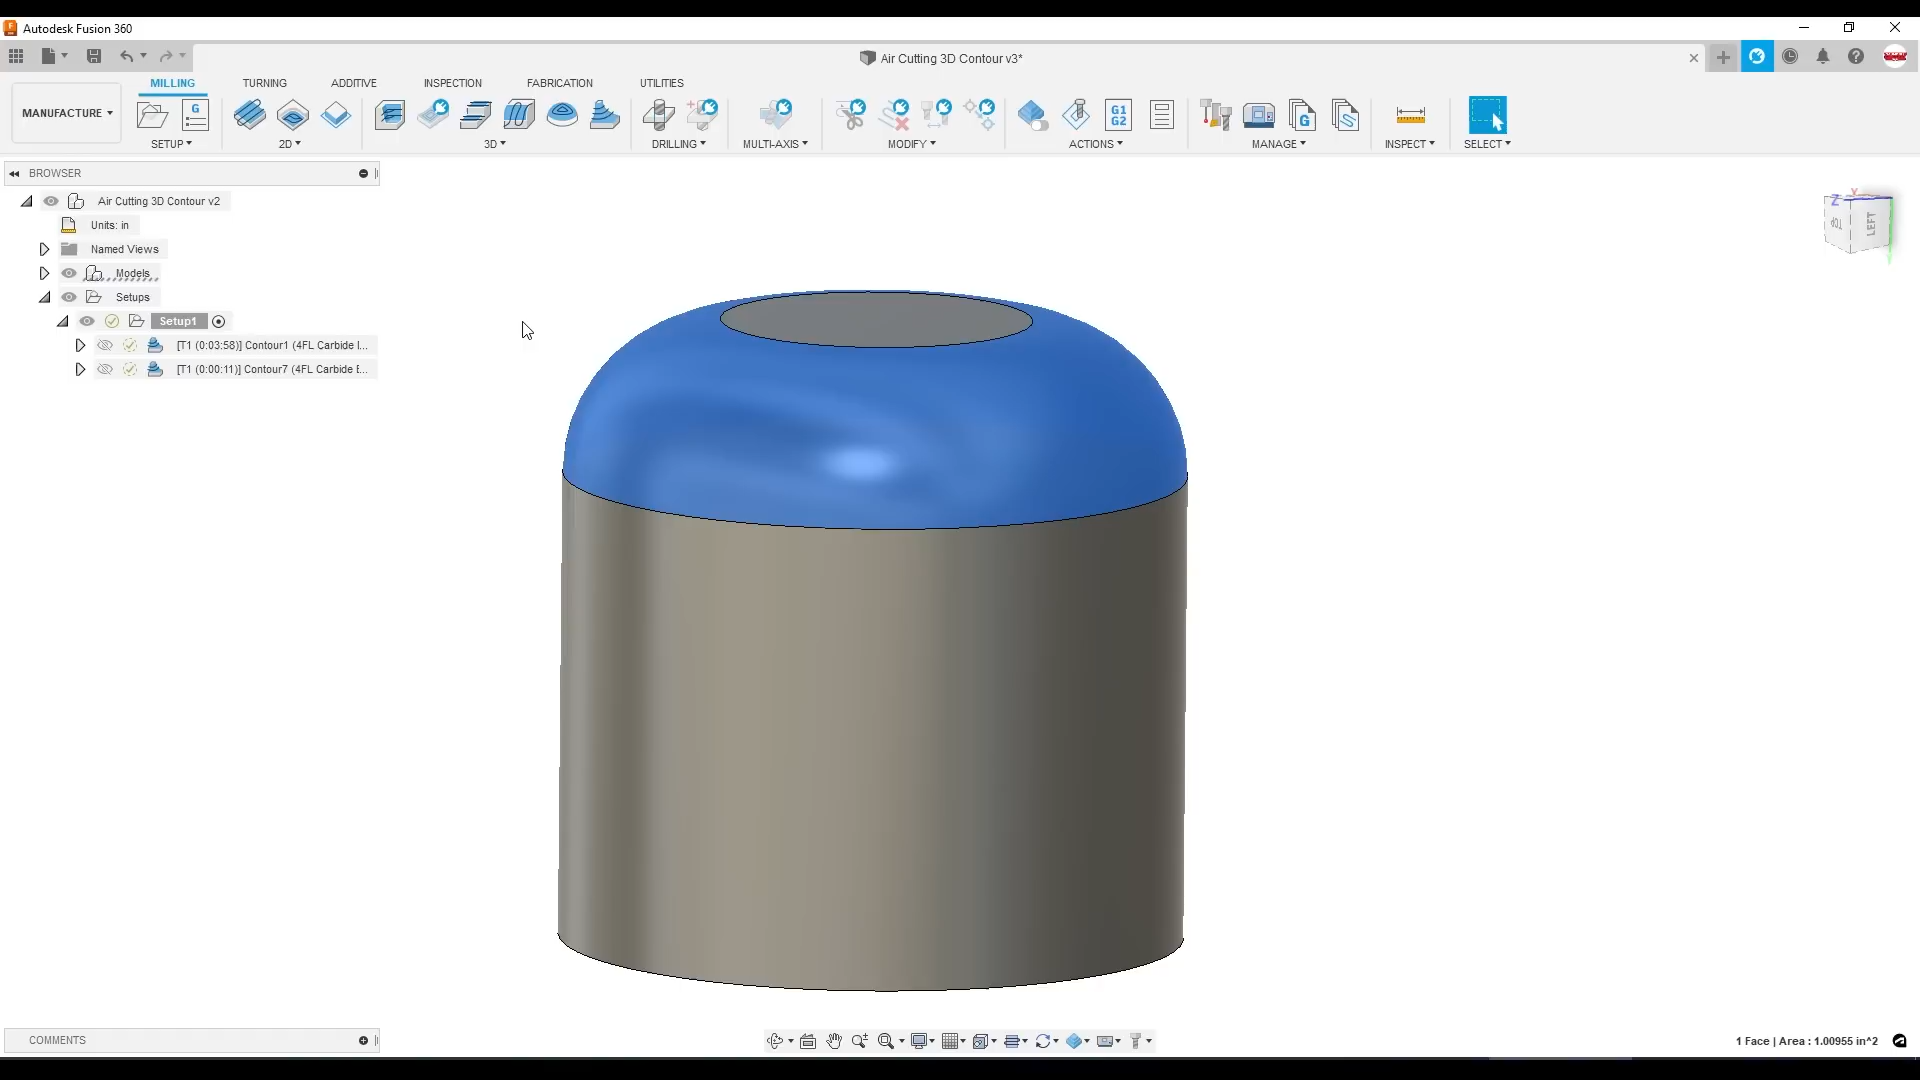 Autodesk Fusion 360
Air Cutting 3D Contour v3*
MILLING TURNING ADDITIVE INSPECTION FABRICATION UTILITIES
MANUFACTURE
G
G1
G2
G
SETUP 2D 3D DRILLING MULTI-AXIS MODIFY ACTIONS MANAGE INSPECT SELECT
BROWSER
Air Cutting 3D Contour v2
Units: in
Named Views
Models
Setups
Setup1
[T1 (0:03:58)] Contour1 (4FL Carbide I...
[T1 (0:00:11)] Contour7 (4FL Carbide E...
Z X
TOP LEFT
COMMENTS
1 Face | Area : 1.00955 in^2